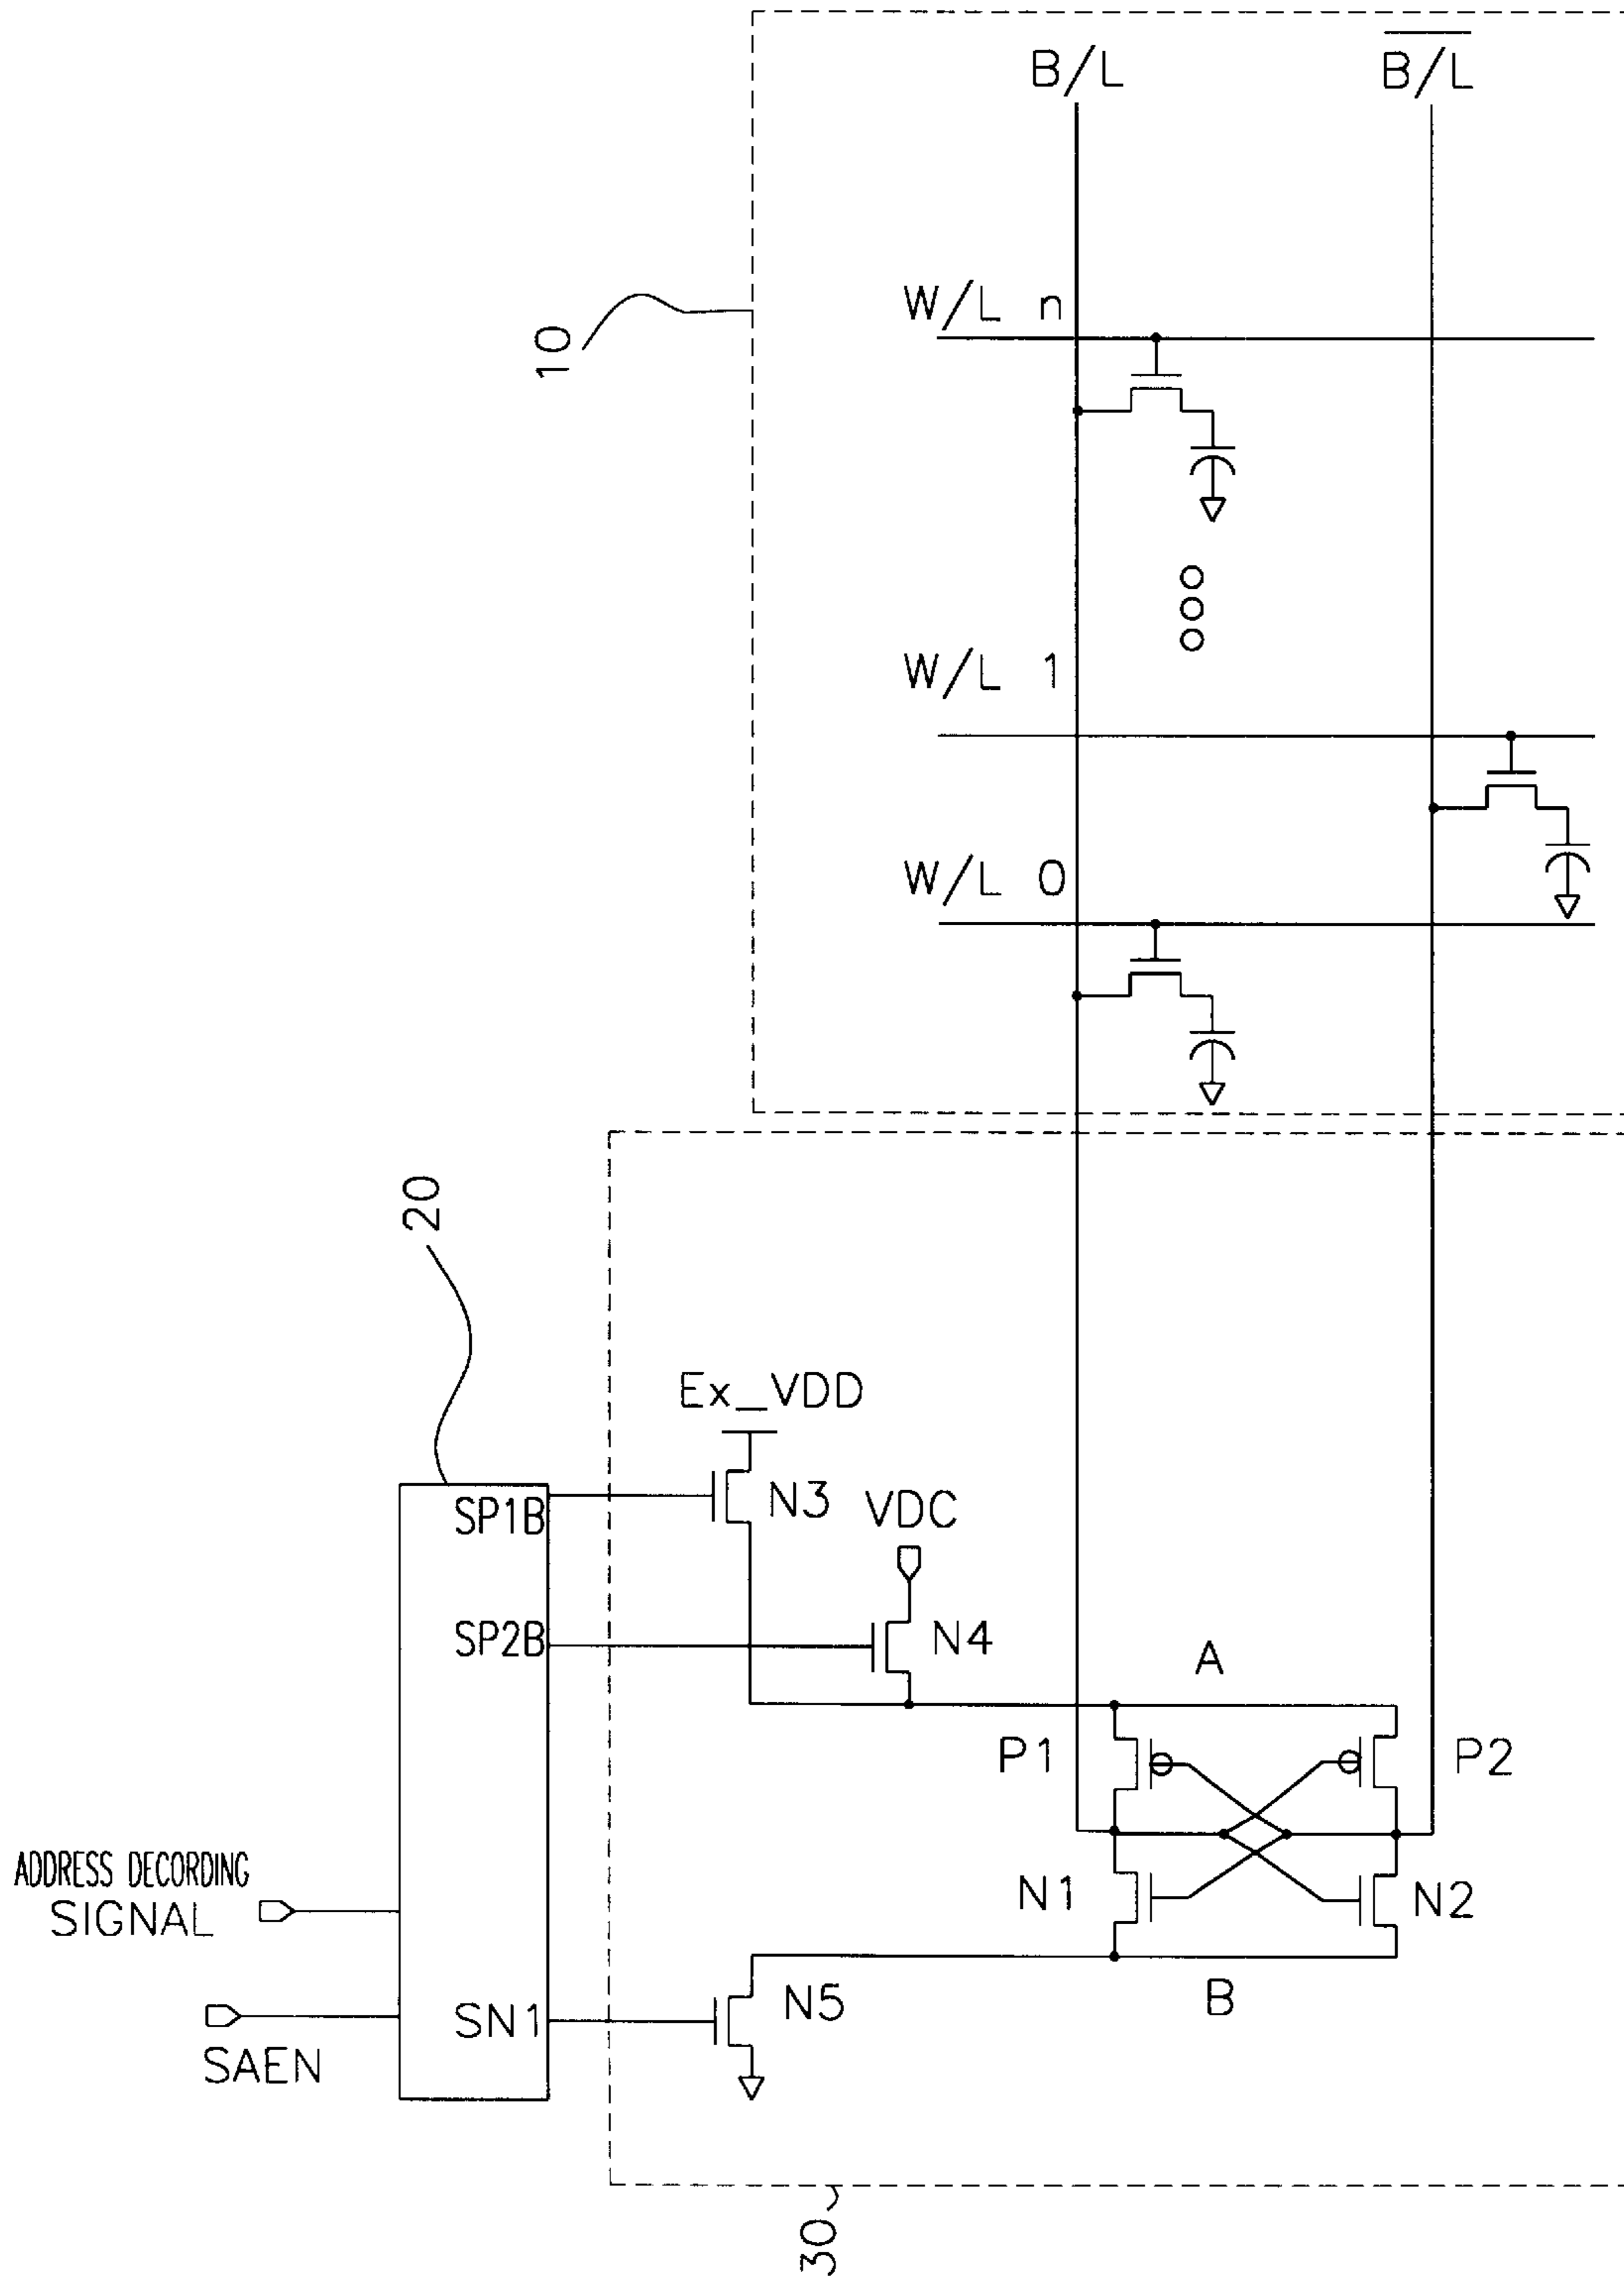 B/L
B/L
W/L n
10
W/L 1
W/L 0
20
Ex_VDD
SP1B
N3
VDC
SP2B
N4
A
P1
P2
ADDRESS DECORDING
SIGNAL
N1
N2
SN1
N5
B
SAEN
30